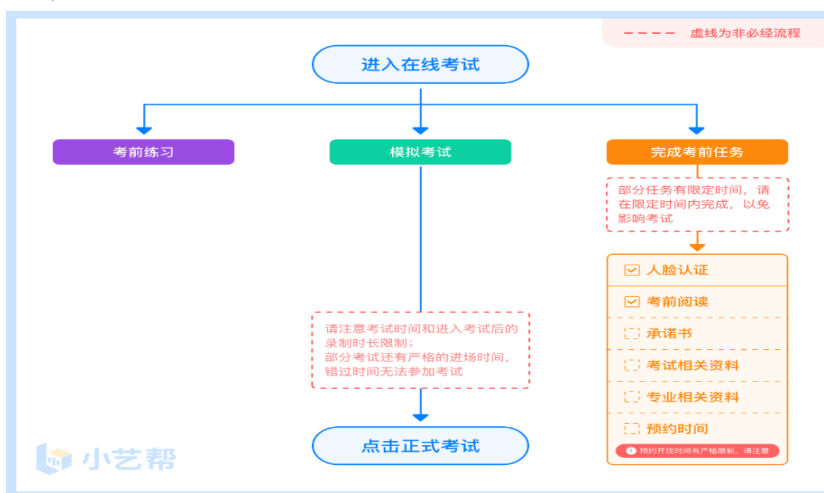 虚线为非必经流程
进入在线考试
考前练习
模拟考试
完成考前任务
部分任务有限定时间，请
在限定时间内完成，以免
影响考试
人脸认证
考前阅读
承诺书
考试相关资料
专业相关资料
预约时间
预约开放时间有严格限制，请注意
请注意考试时间和进入考试后的
录制时长限制；
部分考试还有严格的进场时间，
错过时间无法参加考试
点击正式考试
小艺帮